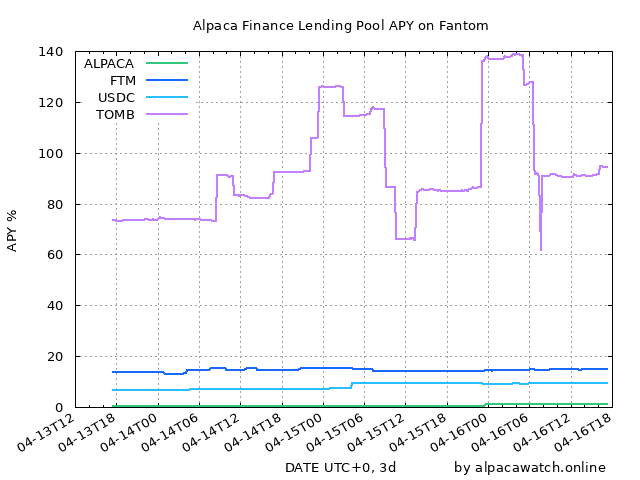 Alpaca Finance Lending Pool APY on Fantom
APY %
140
120
100
80
60
40
20
0
ALPACA
FTM
USDC
TOMB
04-13T12
04-13T18
04-14T00
04-14T06
04-14T12
04-14T18
04-15T00
04-15T06
04-15T12
04-15T18
04-16T00
04-16T06
04-16T12
04-16T18
DATE UTC+0, 3d
by alpacawatch.online